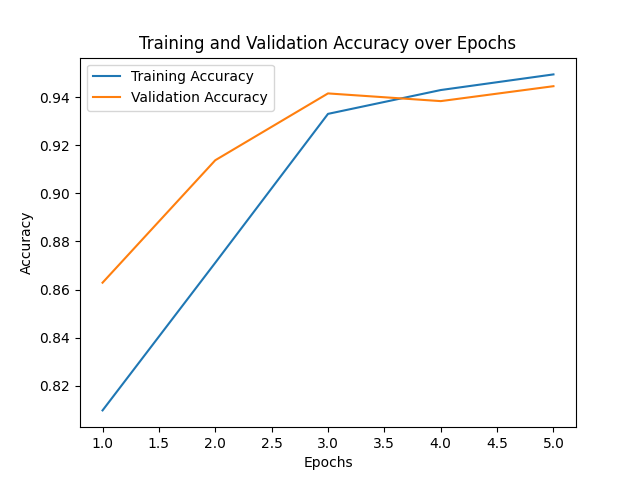 Training and Validation Accuracy over Epochs
Training Accuracy
Validation Accuracy
Accuracy
0.94
0.92
0.90
0.88
0.86
0.84
0.82
1.0 1.5 2.0 2.5 3.0 3.5 4.0 4.5 5.0
Epochs